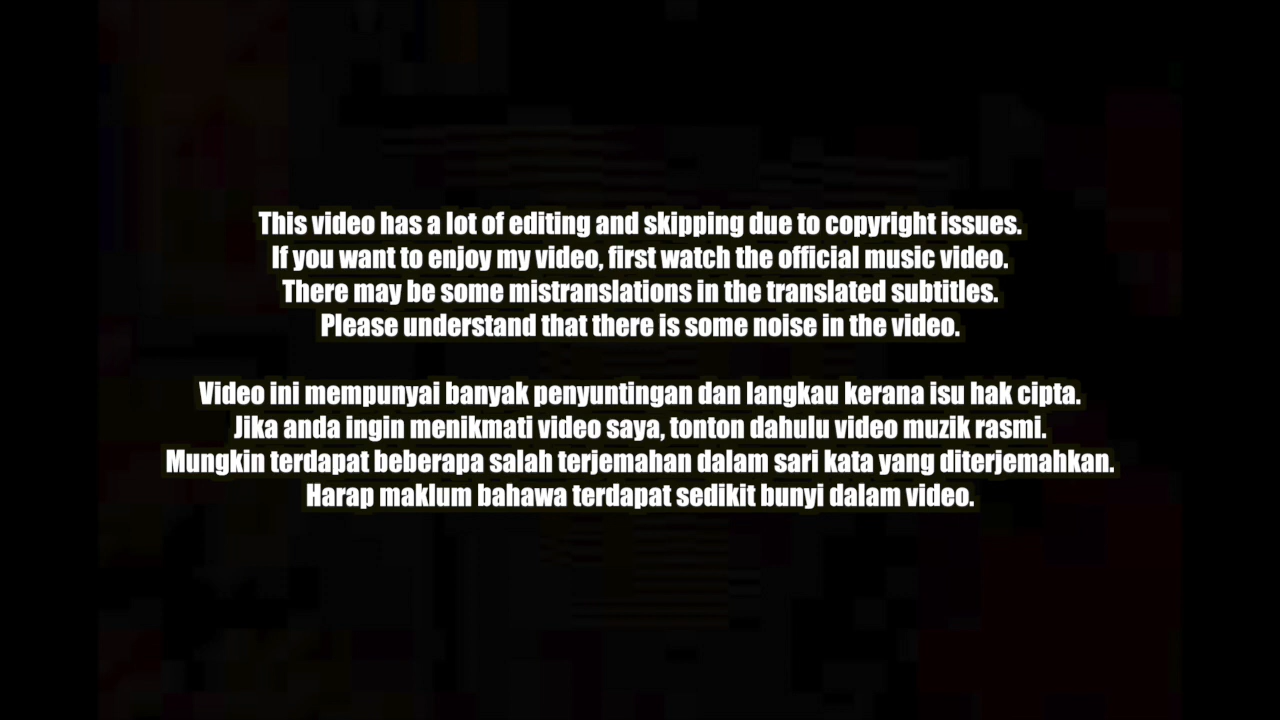 This video has a lot of editing and skipping due to copyright issues.
If you want to enjoy my video, first watch the official music video.
There may be some mistranslations in the translated subtitles.
Please understand that there is some noise in the video.
Video ini mempunyai banyak penyuntingan dan langkau kerana isu hak cipta.
Jika anda ingin menikmati video saya, tonton dahulu video muzik rasmi.
Mungkin terdapat beberapa salah terjemahan dalam sari kata yang diterjemahkan.
Harap maklum bahawa terdapat sedikit bunyi dalam video.